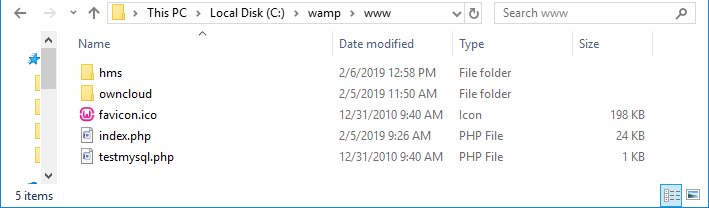 This PC > Local Disk (C:) > wamp > www
Search www
Name Date modified Type Size
hms 2/6/2019 12:58 PM File folder
owncloud 2/5/2019 11:50 AM File folder
favicon.ico 12/31/2010 9:40 AM Icon 198 KB
index.php 2/5/2019 9:26 AM PHP File 24 KB
testmysql.php 12/31/2010 9:40 AM PHP File 1 KB
5 items